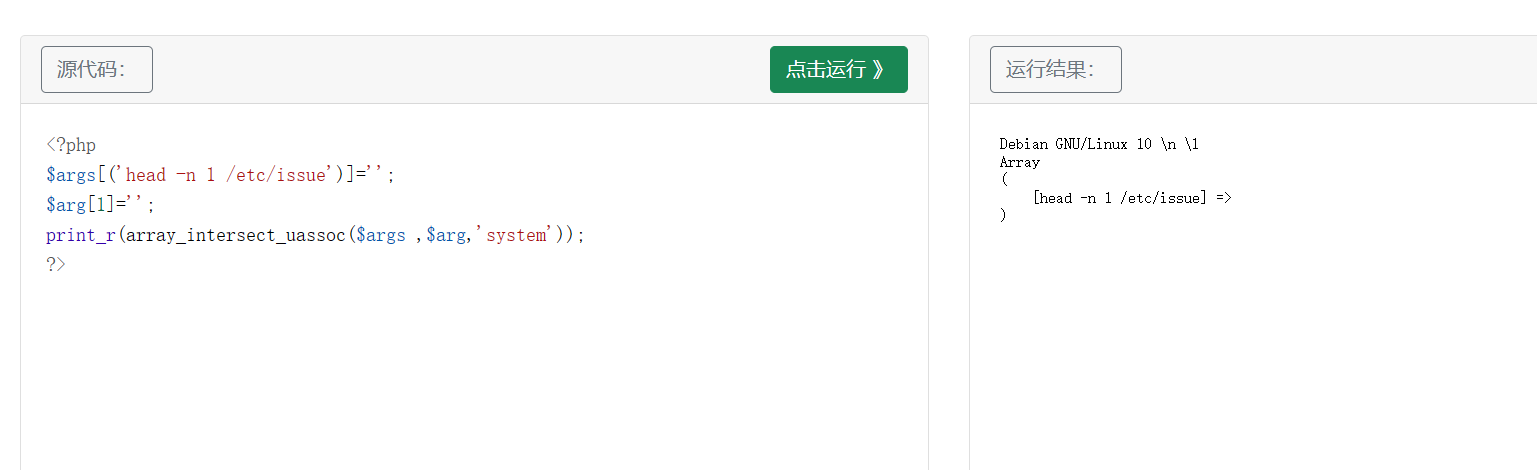 源代码:
点击运行 》
<?php
$args[('head -n 1 /etc/issue')]='';
$arg[1]='';
print_r(array_intersect_uassoc($args ,$arg,'system'));
?>
运行结果:
Debian GNU/Linux 10 \n \l
Array
(
    [head -n 1 /etc/issue] =>
)